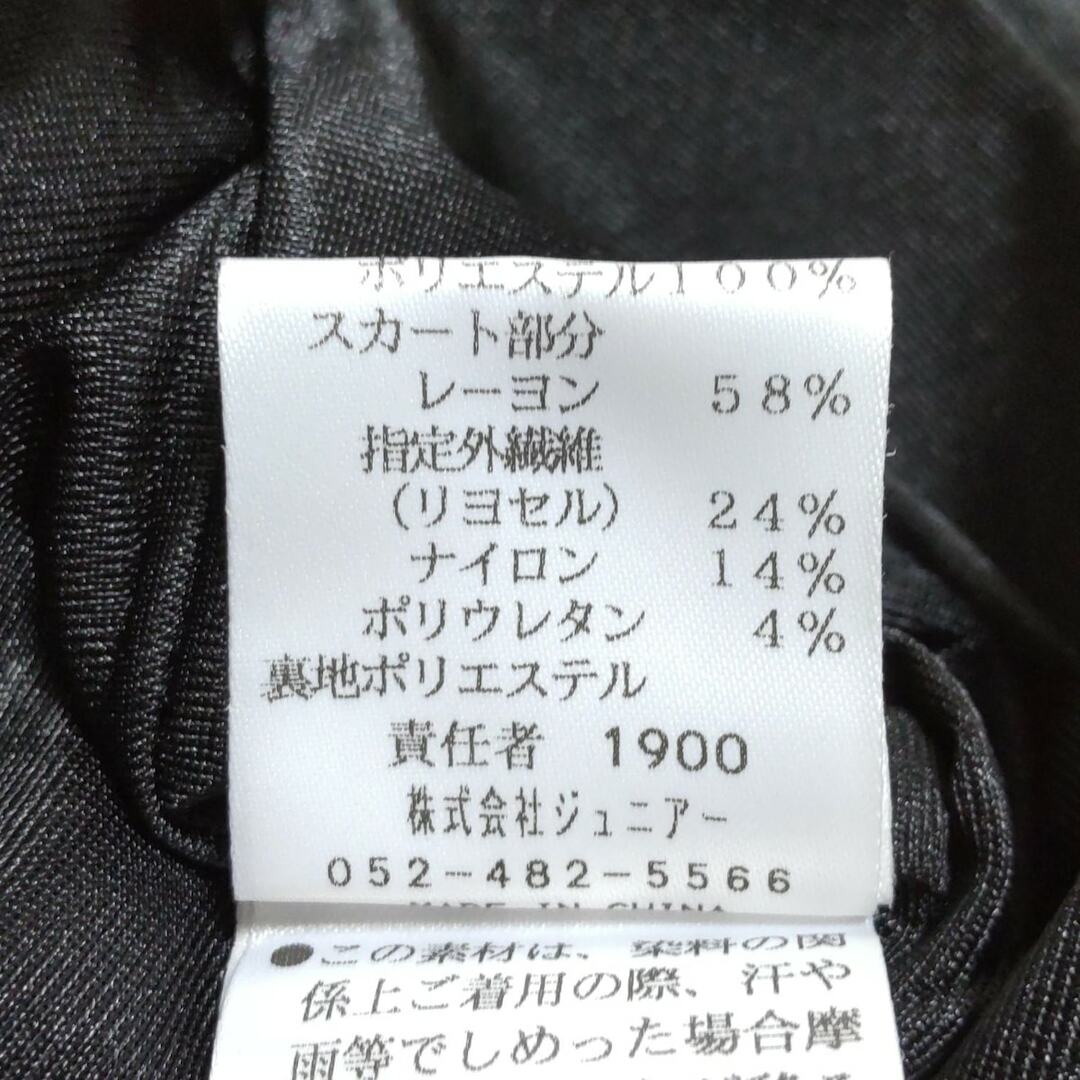 ポリエステル100%
スカート部分
レーヨン 58%
指定外繊維
(リヨセル) 24%
ナイロン 14%
ポリウレタン 4%
裏地ポリエステル
責任者 1900
株式会社ジュニアー
052-482-5566
MADE IN CHINA
●この素材は、染料の関
係上ご着用の際、汗や
雨等でしめった場合摩